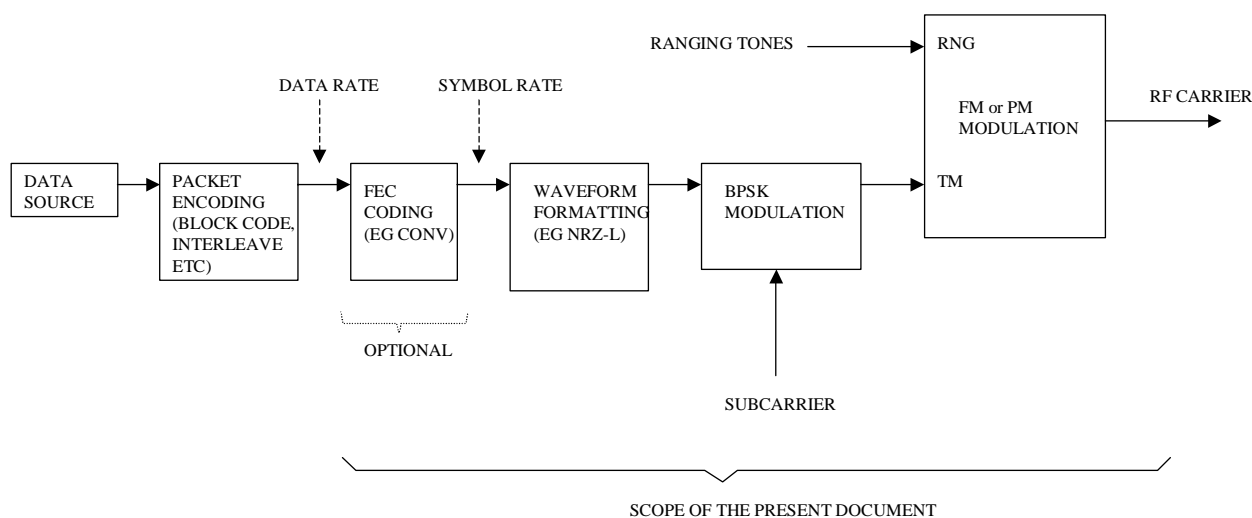 RANGING TONES
RNG
FM or PM
MODULATION
TM
RF CARRIER
DATA RATE
SYMBOL RATE
DATA
SOURCE
PACKET
ENCODING
(BLOCK CODE,
INTERLEAVE
ETC)
FEC
CODING
(EG CONV)
WAVEFORM
FORMATTING
(EG NRZ-L)
BPSK
MODULATION
OPTIONAL
SUBCARRIER
SCOPE OF THE PRESENT DOCUMENT